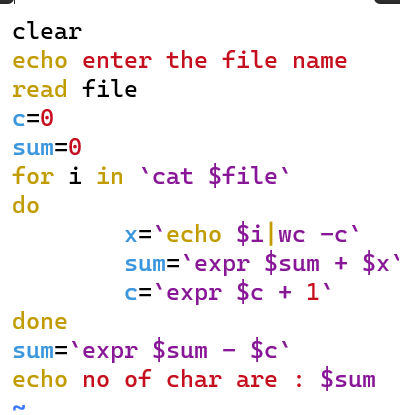 clear
echo enter the file name
read file
c=0
sum=0
for i in `cat $file`
do
        x=`echo $i|wc -c`
        sum=`expr $sum + $x`
        c=`expr $c + 1`
done
sum=`expr $sum - $c`
echo no of char are : $sum
~